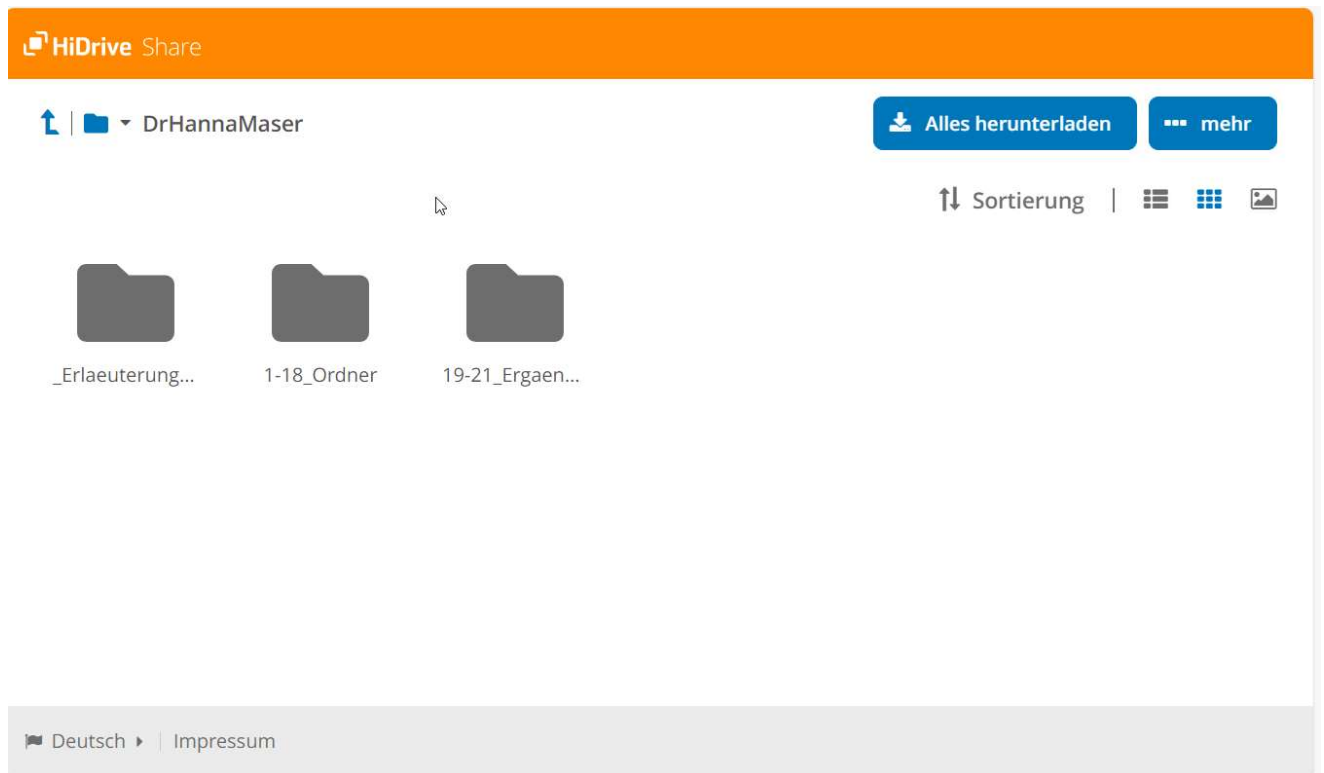 HiDrive Share
DrHannaMaser
Alles herunterladen
mehr
Sortierung
_Erlaeuterung...
1-18_Ordner
19-21_Ergaen...
Deutsch
Impressum